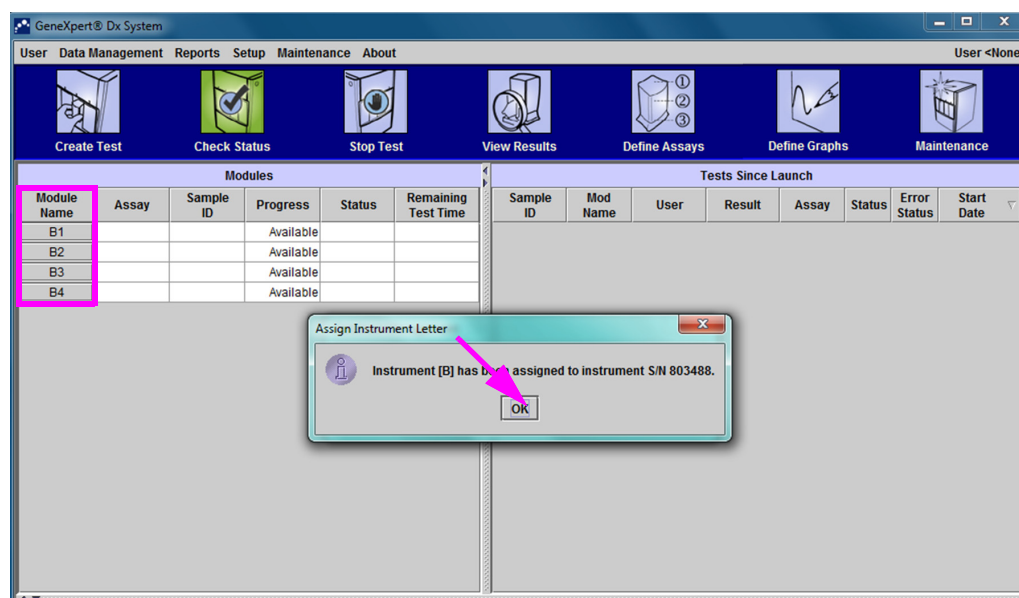 GeneXpert® Dx System
User Data Management Reports Setup Maintenance About User <None
Create Test Check Status Stop Test View Results Define Assays Define Graphs Maintenance
1
2
3
Modules
Module Name Assay Sample ID Progress Status Remaining Test Time
B1 Available
B2 Available
B3 Available
B4 Available
Tests Since Launch
Sample ID Mod Name User Result Assay Status Error Status Start Date
Assign Instrument Letter
Instrument [B] has been assigned to instrument S/N 803488.
OK